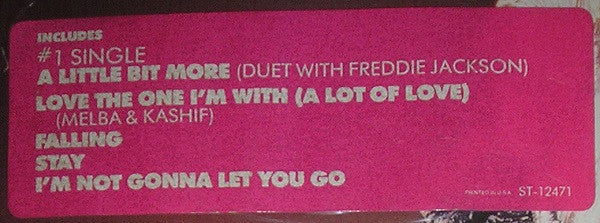 INCLUDES
#1 SINGLE
A LITTLE BIT MORE (DUET WITH FREDDIE JACKSON)
LOVE THE ONE I'M WITH (A LOT OF LOVE)
(MELBA & KASHIF)
FALLING
STAY
I'M NOT GONNA LET YOU GO
PRINTED IN U.S.A. ST-12471